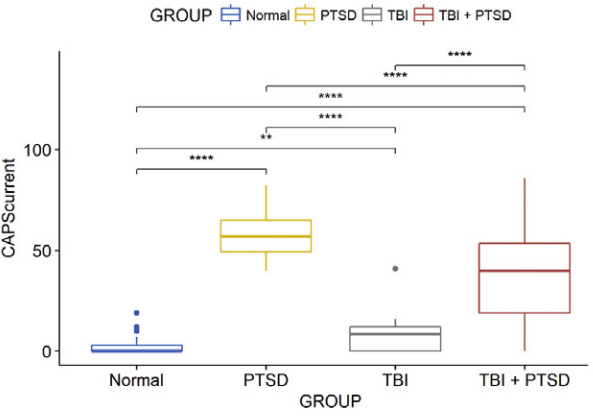 GROUP Normal PTSD TBI TBI + PTSD
****
****
****
****
**
****
CAPScurrent
100
50
0
Normal PTSD TBI TBI + PTSD
GROUP